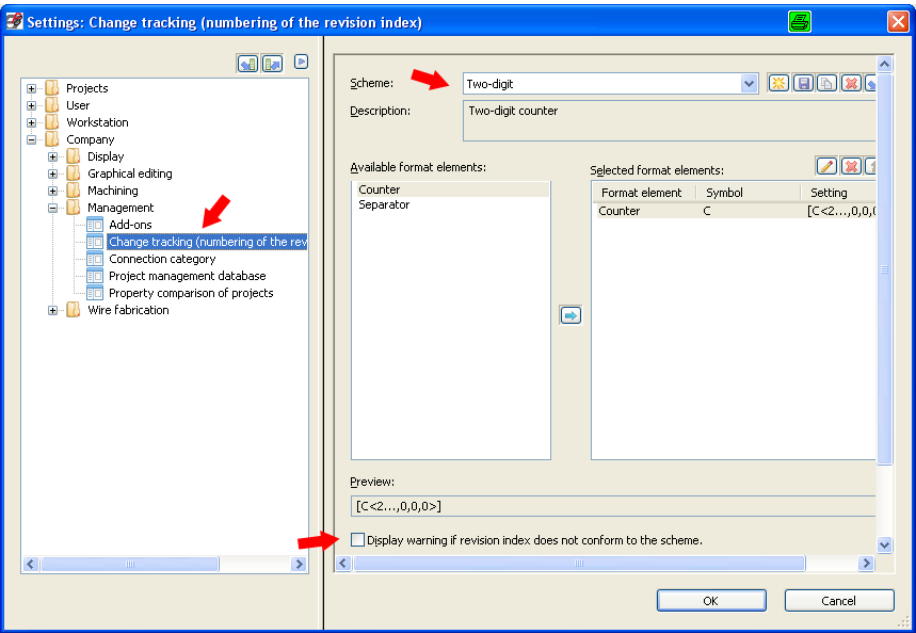 Settings: Change tracking (numbering of the revision index)
Projects
User
Workstation
Company
Display
Graphical editing
Machining
Management
Add-ons
Change tracking (numbering of the rev
Connection category
Project management database
Property comparison of projects
Wire fabrication
Scheme:
Two-digit
Description:
Two-digit counter
Available format elements:
Counter
Separator
Selected format elements:
Format element Symbol Setting
Counter C [C<2...,0,0,(
Preview:
[C<2...,0,0,0>]
Display warning if revision index does not conform to the scheme.
OK Cancel